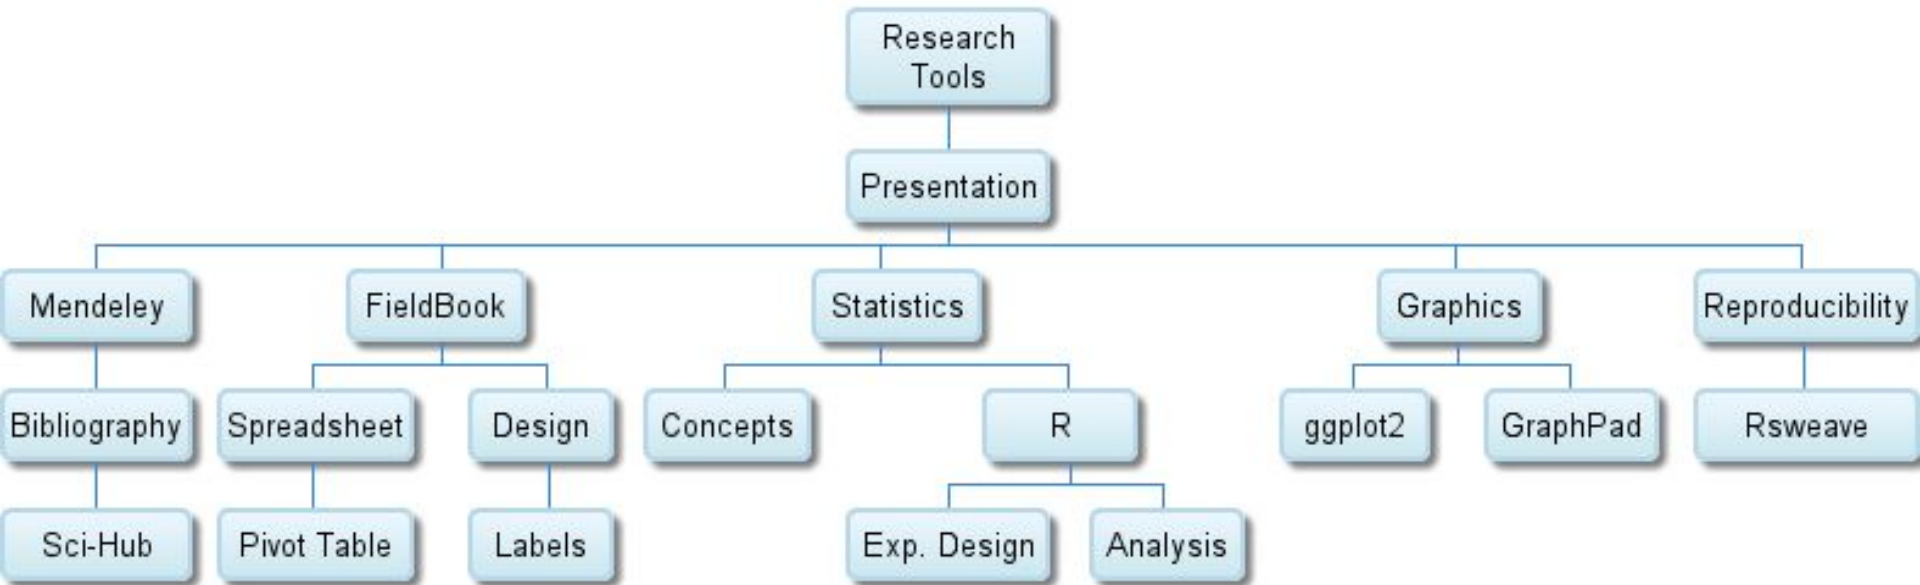 Research
Tools
Presentation
Mendeley
FieldBook
Statistics
Graphics
Reproducibility
Bibliography
Spreadsheet
Design
Concepts
R
ggplot2
GraphPad
Rsweave
Sci-Hub
Pivot Table
Labels
Exp. Design
Analysis